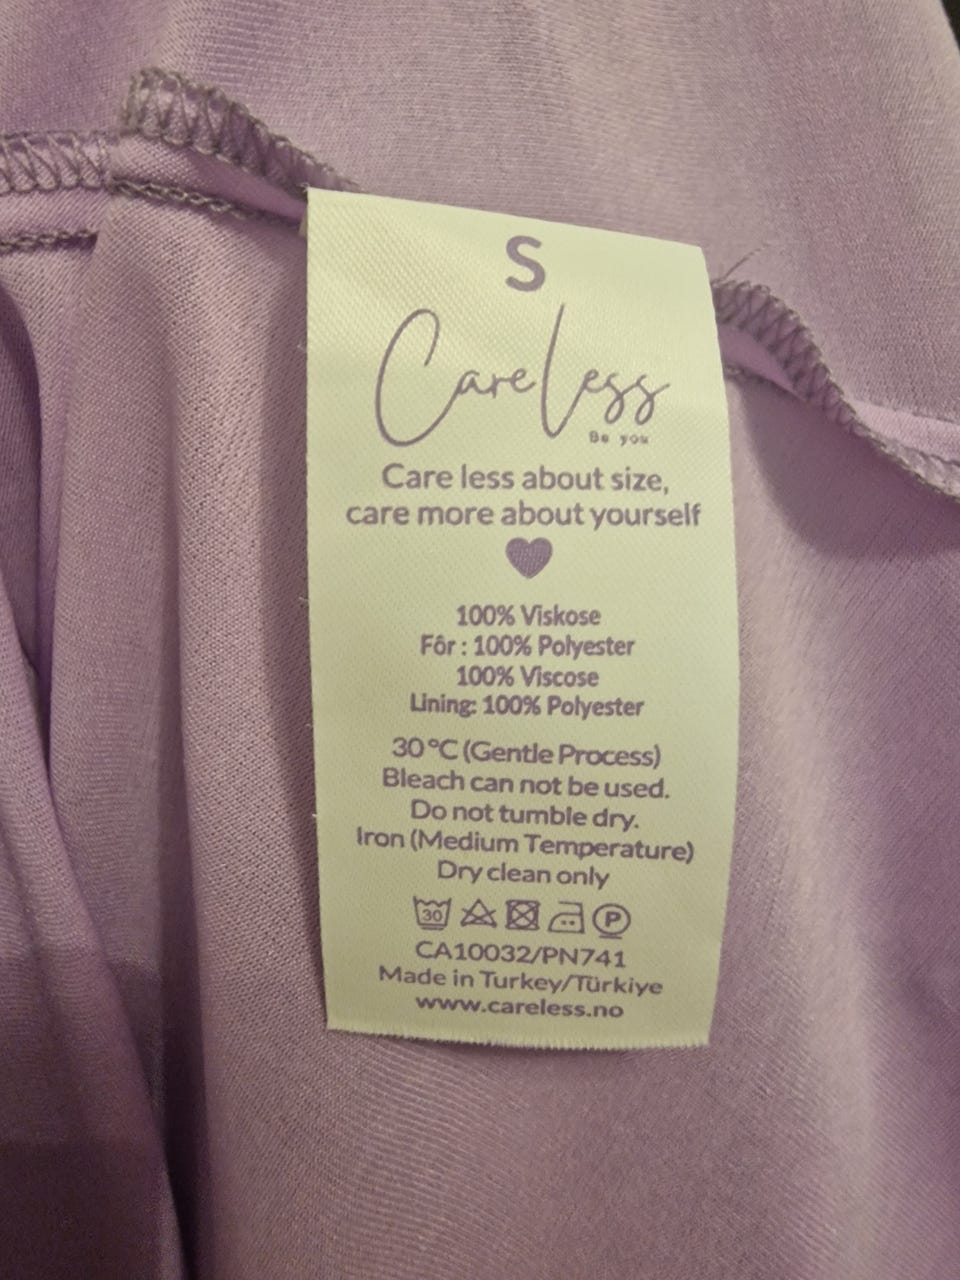 S
CareLess
Be you
Care less about size,
care more about yourself
100% Viskose
Fôr : 100% Polyester
100% Viscose
Lining: 100% Polyester
30 °C (Gentle Process)
Bleach can not be used.
Do not tumble dry.
Iron (Medium Temperature)
Dry clean only
30 P
CA10032/PN741
Made in Turkey/Türkiye
www.careless.no